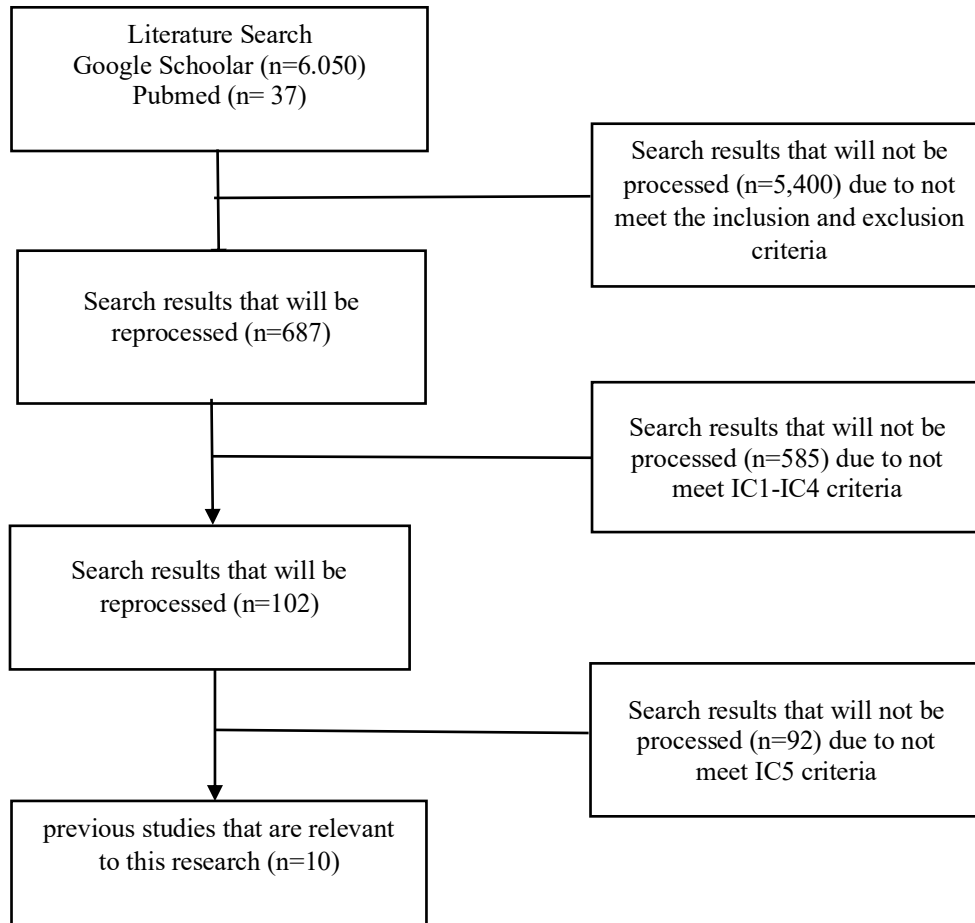 Literature Search
Google Schoolar (n=6.050)
Pubmed (n= 37)
Search results that will not be
processed (n=5,400) due to not
meet the inclusion and exclusion
criteria
Search results that will be
reprocessed (n=687)
Search results that will not be
processed (n=585) due to not
meet IC1-IC4 criteria
Search results that will be
reprocessed (n=102)
Search results that will not be
processed (n=92) due to not
meet IC5 criteria
previous studies that are relevant
to this research (n=10)